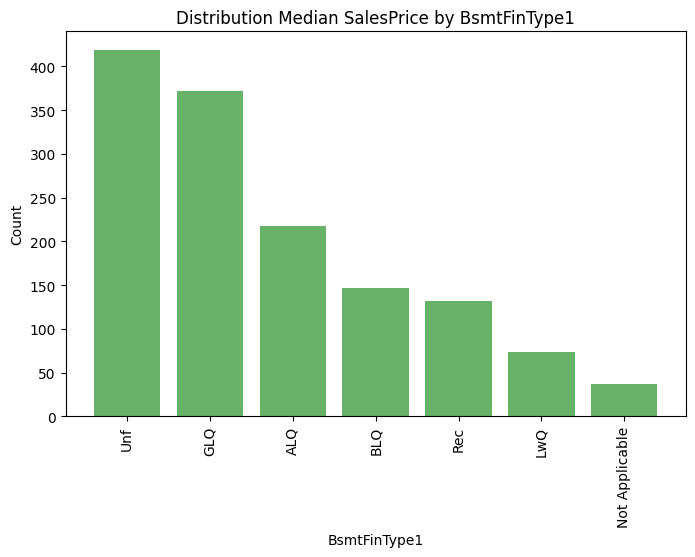 Distribution Median SalesPrice by BsmtFinType1
Count
400
350
300
250
200
150
100
50
0
Unf
GLQ
ALQ
BLQ
Rec
LwQ
Not Applicable
BsmtFinType1